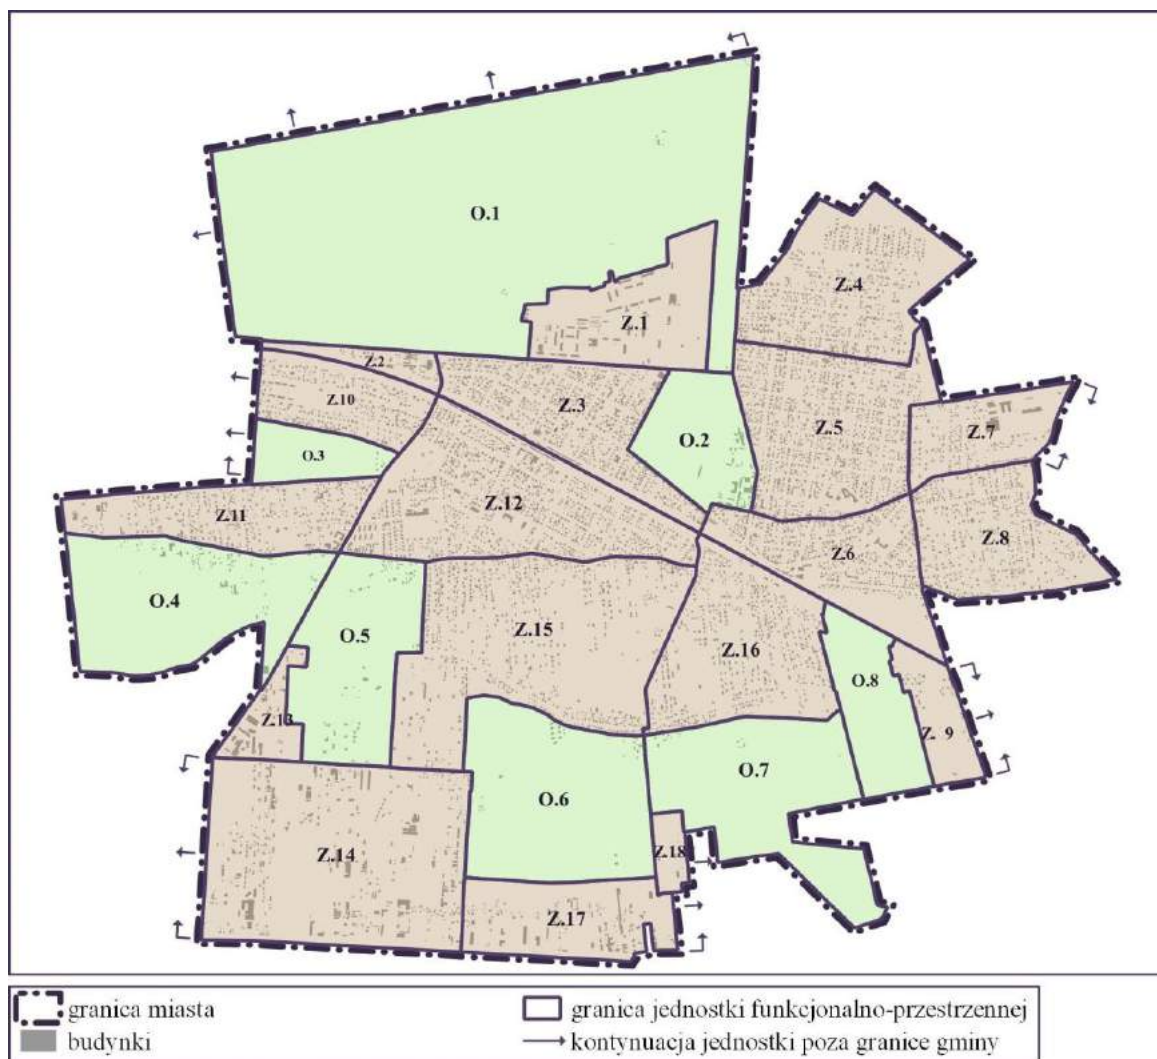 O.1
Z.4
Z.1
Z.2
Z.10
Z.3
O.2
Z.5
Z.7
O.3
Z.11
Z.12
Z.6
Z.8
O.4
O.5
Z.15
Z.16
O.8
Z.13
Z. 9
O.7
O.6
Z.14
Z.18
Z.17
granica miasta
granica jednostki funkcjonalno-przestrzennej
budynki
kontynuacja jednostki poza granice gminy